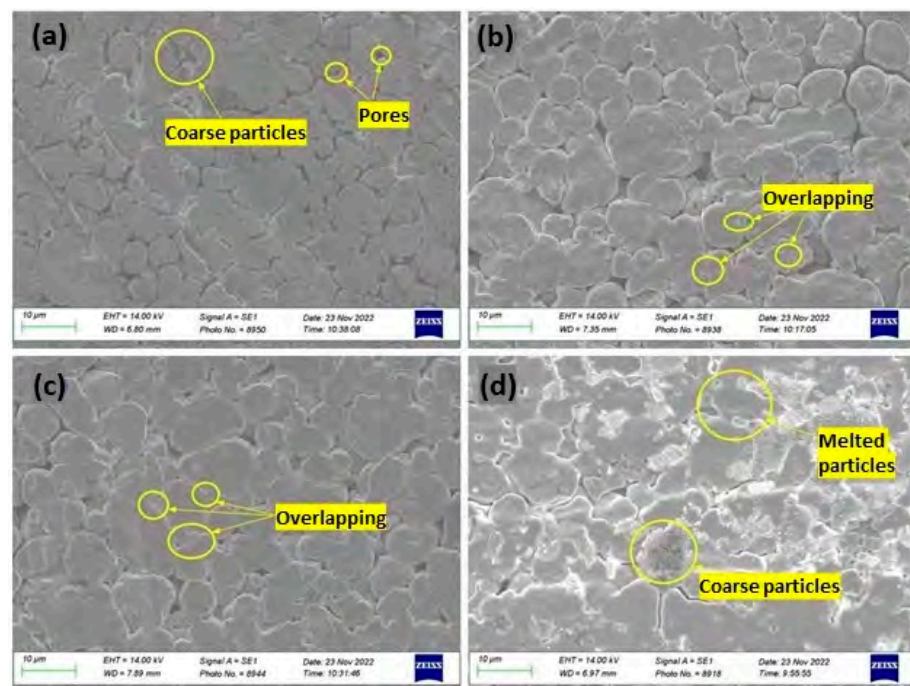 (a)
Coarse particles
Pores
10 µm
EHT = 14.00 kV
Signal A = SE1
Date: 23 Nov 2022
WD = 6.80 mm
Photo No. = 8950
Time: 10:38:08
ZEISS
(b)
Overlapping
10 µm
EHT = 14.00 kV
Signal A = SE1
Date: 23 Nov 2022
WD = 7.35 mm
Photo No. = 8938
Time: 10:17:05
ZEISS
(c)
Overlapping
10 µm
EHT = 14.00 kV
Signal A = SE1
Date: 23 Nov 2022
WD = 7.89 mm
Photo No. = 8944
Time: 10:31:46
ZEISS
(d)
Melted
particles
Coarse particles
10 µm
EHT = 14.00 kV
Signal A = SE1
Date: 23 Nov 2022
WD = 6.97 mm
Photo No. = 8918
Time: 9:55:55
ZEISS